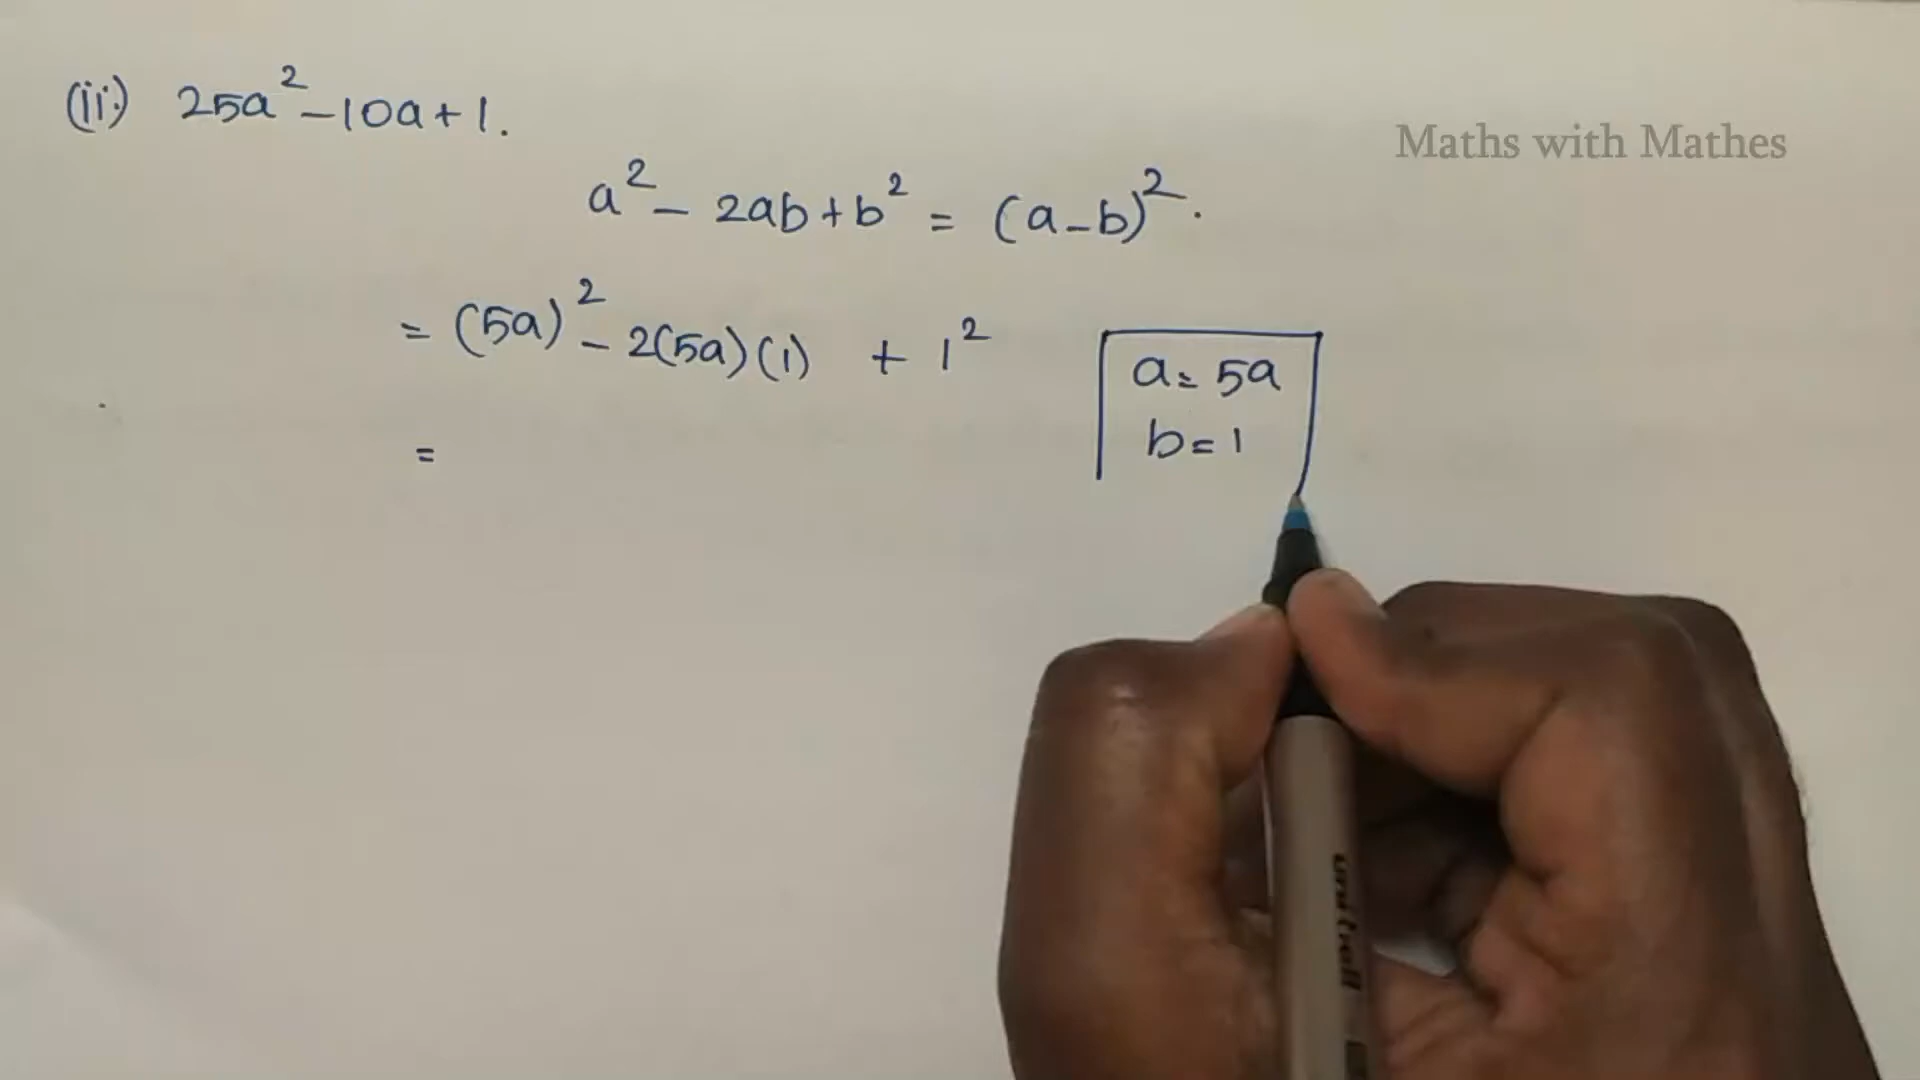 (ii) 25a² - 10a + 1.
Maths with Mathes
a² - 2ab + b² = (a - b)².
= (5a)² - 2(5a)(1) + 1²
a = 5a
b = 1
=
uniball